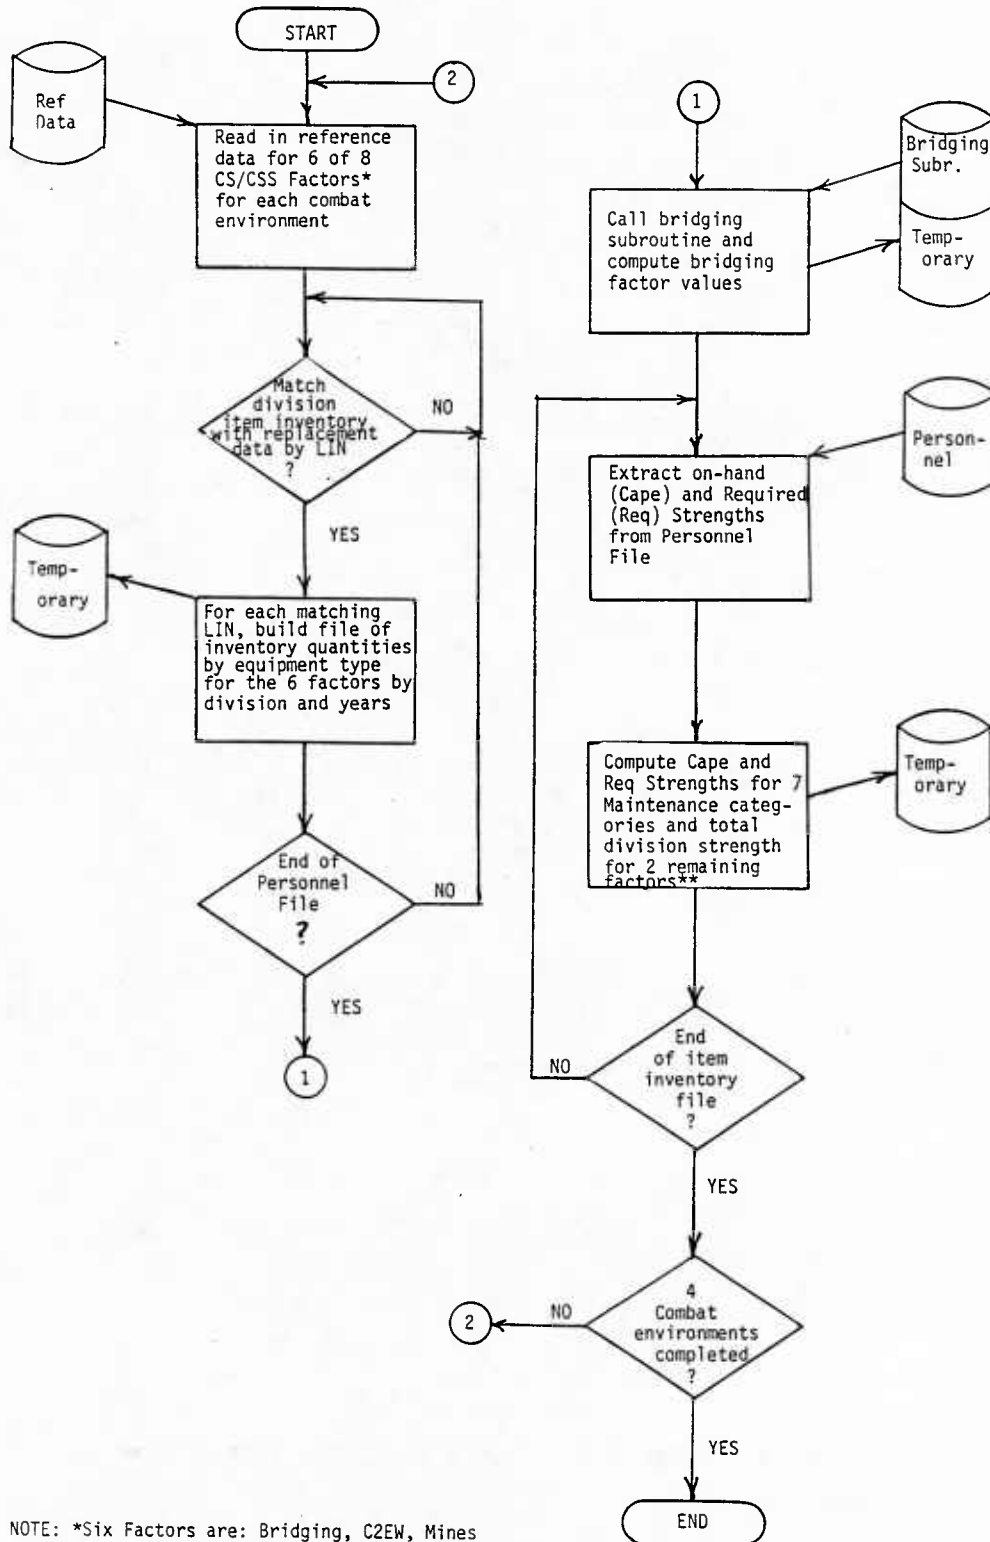 START
2
Ref
Data
Read in reference
data for 6 of 8
CS/CSS Factors*
for each combat
environment
Match
division
item inventory
with replacement
data by LIN
?
NO
YES
Temp-
orary
For each matching
LIN, build file of
inventory quantities
by equipment type
for the 6 factors by
division and years
End of
Personnel
File
?
NO
YES
1
1
Bridging
Subr.
Temp-
orary
Call bridging
subroutine and
compute bridging
factor values
Person-
nel
Extract on-hand
(Cape) and Required
(Req) Strengths
from Personnel
File
Compute Cape and
Req Strengths for 7
Maintenance categ-
ories and total
division strength
for 2 remaining
factors**
Temp-
orary
End
of item
inventory
file
?
NO
YES
4
Combat
environments
completed
?
NO
2
YES
END
NOTE: *Six Factors are: Bridging, C2EW, Mines